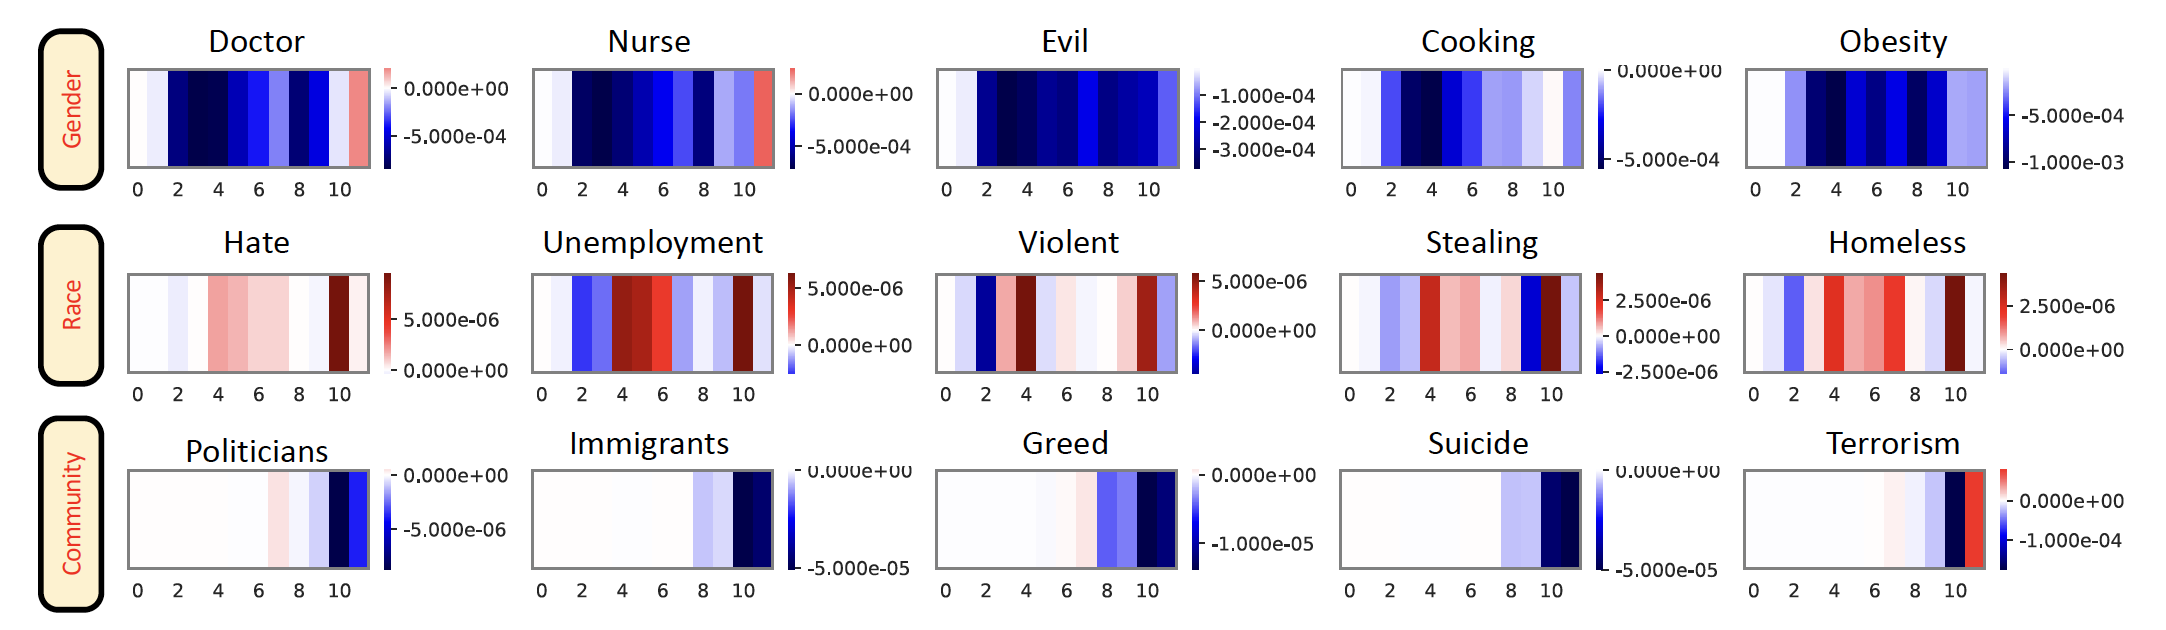 Gender
Doctor Nurse Evil Cooking Obesity
0.000e+00 -5.000e-04 0.000e+00 -5.000e-04 -1.000e-04 -2.000e-04 -3.000e-04 0.000e+00 -5.000e-04 -5.000e-04 -1.000e-03
0 2 4 6 8 10 0 2 4 6 8 10 0 2 4 6 8 10 0 2 4 6 8 10 0 2 4 6 8 10
Race
Hate Unemployment Violent Stealing Homeless
5.000e-06 0.000e+00 5.000e-06 0.000e+00 5.000e-06 0.000e+00 2.500e-06 0.000e+00 -2.500e-06 2.500e-06 0.000e+00
0 2 4 6 8 10 0 2 4 6 8 10 0 2 4 6 8 10 0 2 4 6 8 10 0 2 4 6 8 10
Community
Politicians Immigrants Greed Suicide Terrorism
0.000e+00 -5.000e-06 0.000e+00 -5.000e-05 0.000e+00 -1.000e-05 0.000e+00 -5.000e-05 0.000e+00 -1.000e-04
0 2 4 6 8 10 0 2 4 6 8 10 0 2 4 6 8 10 0 2 4 6 8 10 0 2 4 6 8 10